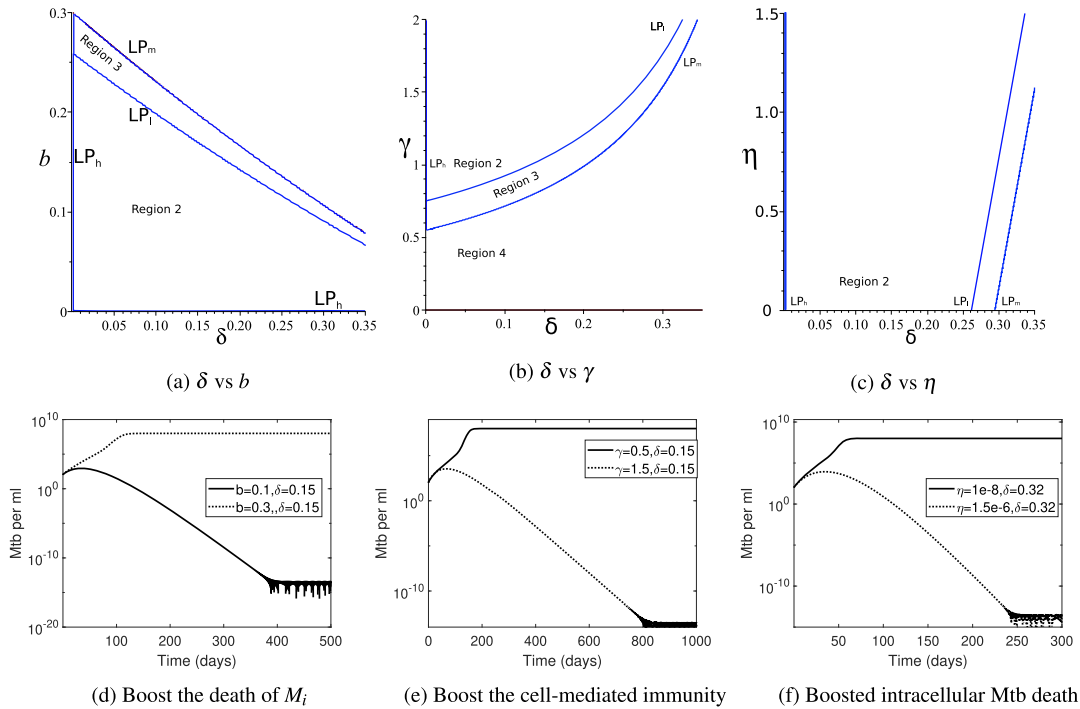 0.3
0.2
0.1
0
b
LPm
Region 3
LPl
LPh
Region 2
LPh
0.05 0.10 0.15 0.20 0.25 0.30 0.35
δ
(a) δ vs b
2
1.5
1
0.5
0
γ
LPl
LPm
LPh Region 2
Region 3
Region 4
0 0.1 0.2 0.3
δ
(b) δ vs γ
1.5
1.0
0.5
0
η
Region 2
LPh LPl LPm
0.05 0.10 0.15 0.20 0.25 0.30 0.35
δ
(c) δ vs η
10^10
10^0
10^-10
10^-20
Mtb per ml
b=0.1,δ=0.15
b=0.3,,δ=0.15
100 200 300 400 500
Time (days)
(d) Boost the death of Mi
10^0
10^-10
Mtb per ml
γ=0.5,δ=0.15
γ=1.5,δ=0.15
0 200 400 600 800 1000
Time (days)
(e) Boost the cell-mediated immunity
10^10
10^0
10^-10
Mtb per ml
η=1e-8,δ=0.32
η=1.5e-6,δ=0.32
50 100 150 200 250 300
Time (days)
(f) Boosted intracellular Mtb death